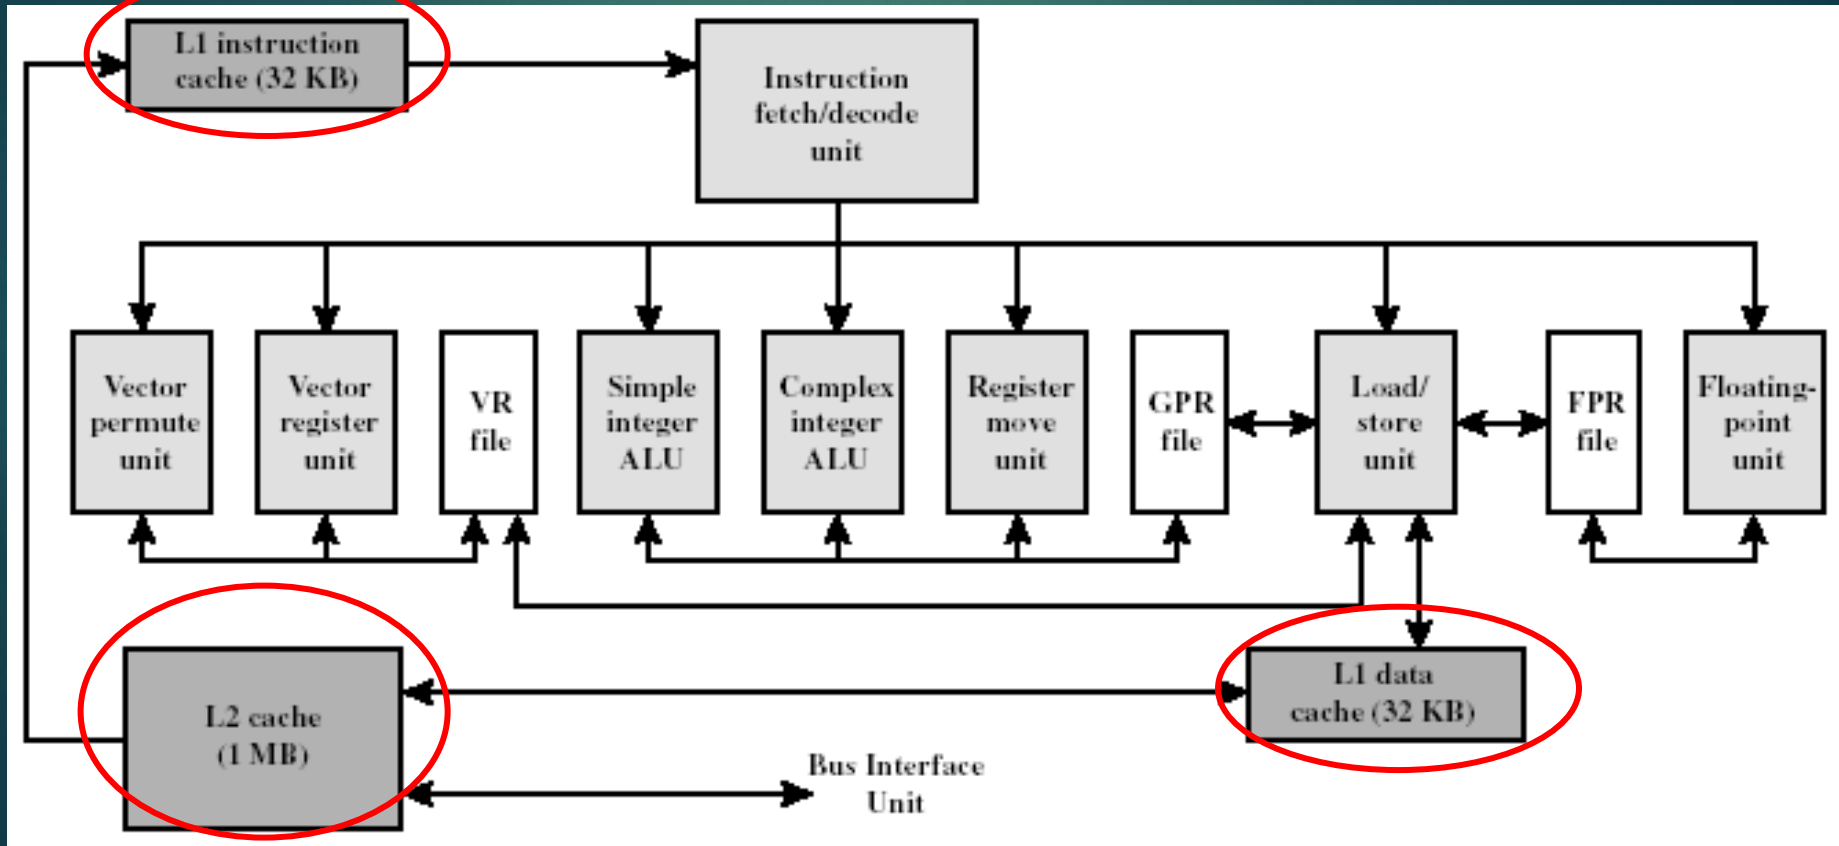 L1 instruction
cache (32 KB)
Instruction
fetch/decode
unit
Vector
permute
unit
Vector
register
unit
VR
file
Simple
integer
ALU
Complex
integer
ALU
Register
move
unit
GPR
file
Load/
store
unit
FPR
file
Floating-
point
unit
L2 cache
(1 MB)
L1 data
cache (32 KB)
Bus Interface
Unit